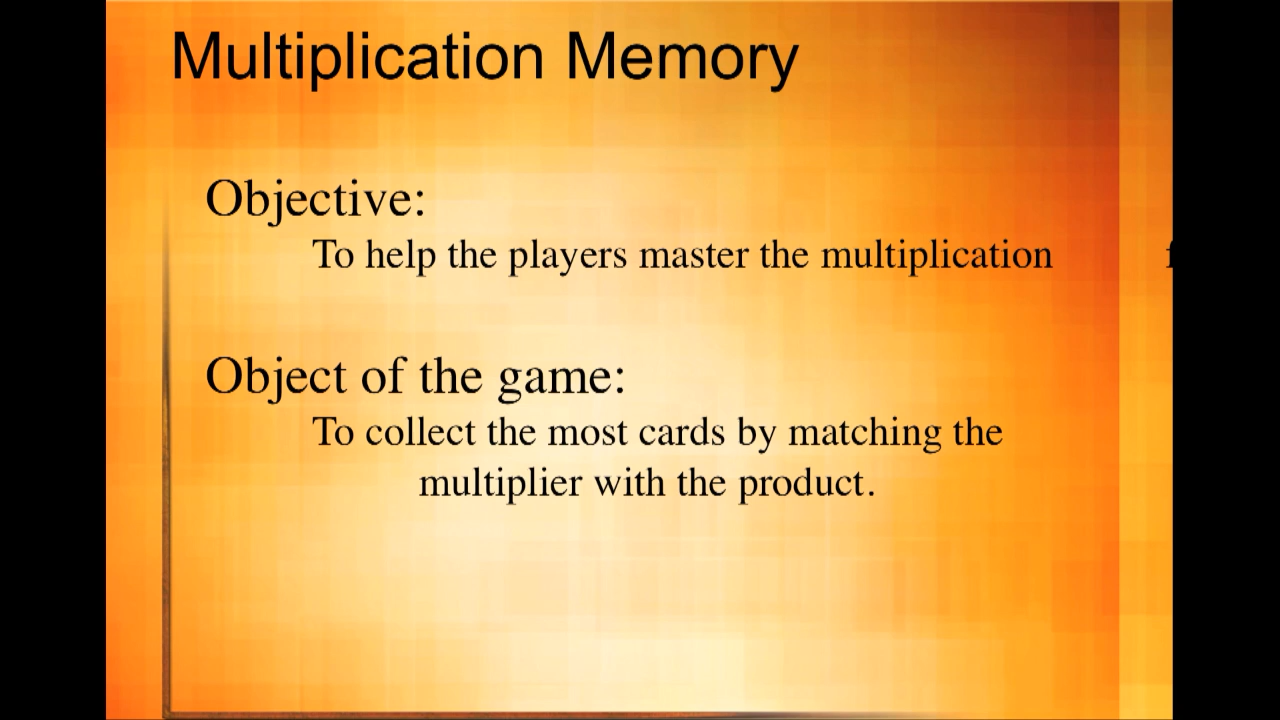 Multiplication Memory
Objective:
To help the players master the multiplication
Object of the game:
To collect the most cards by matching the
multiplier with the product.